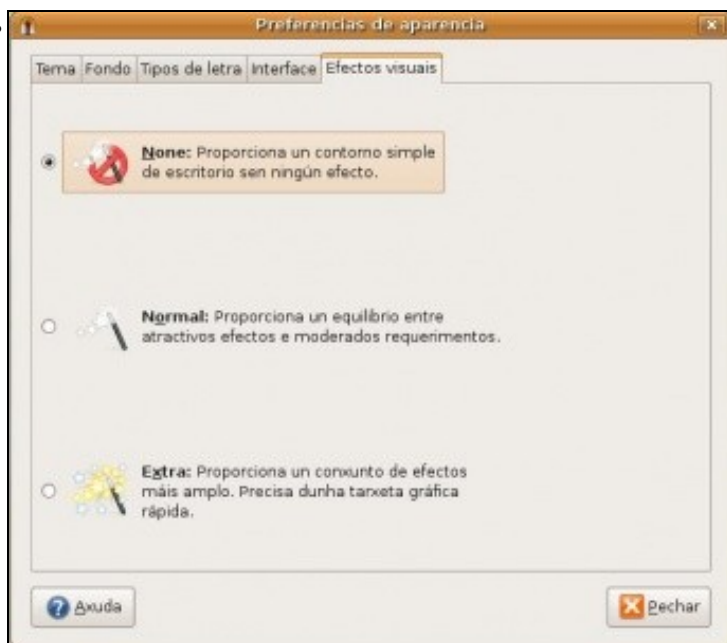 Preferencias de aparencia
Tema Fondo Tipos de letra Interface Efectos visuais
None: Proporciona un contorno simple
de escritorio sen ningún efecto.
Normal: Proporciona un equilibrio entre
atractivos efectos e moderados requerimentos.
Extra: Proporciona un conxunto de efectos
máis amplo. Precisa dunha tarxeta gráfica
rápida.
Axuda Pechar